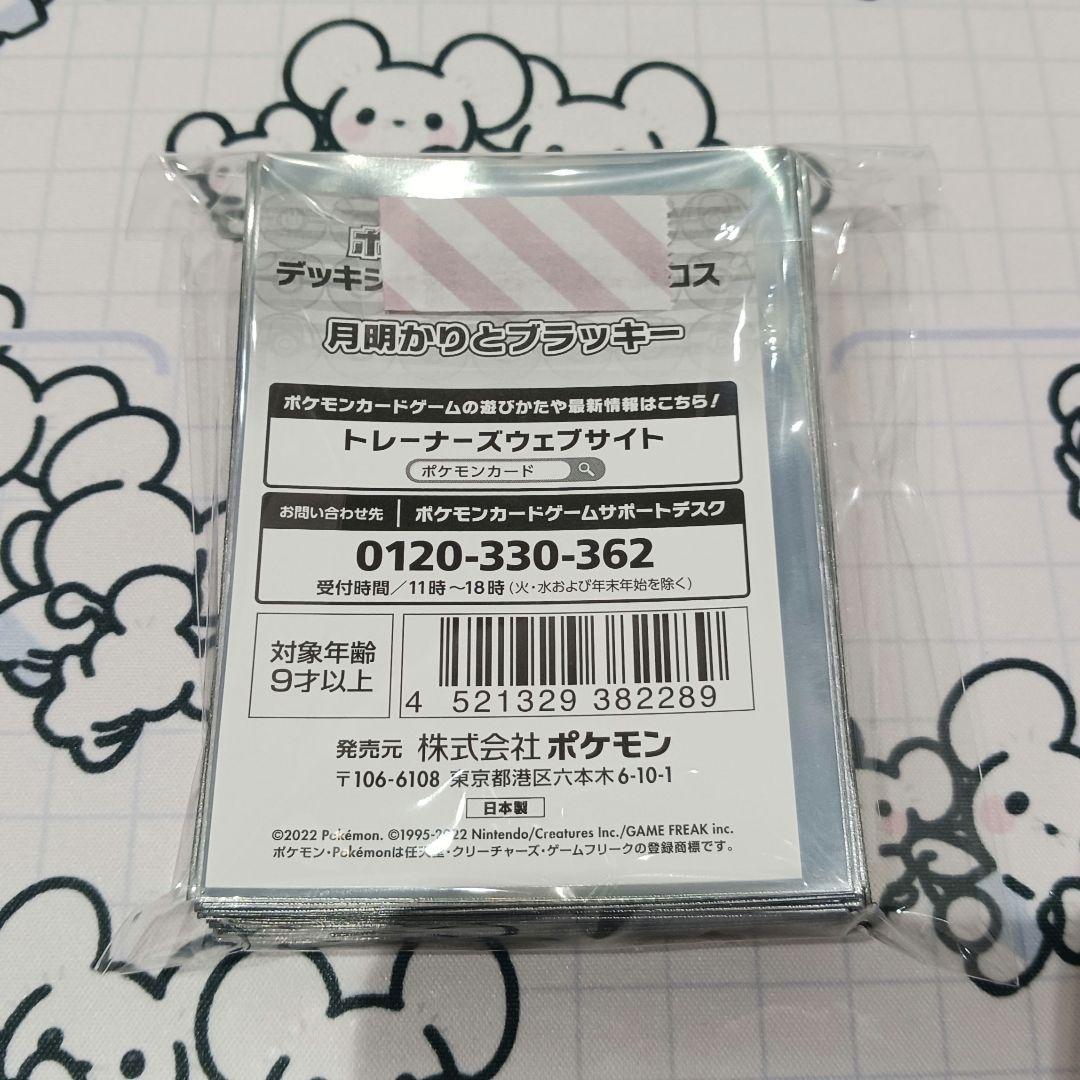 ポ
デッキシ コス
月明かりとブラッキー
ポケモンカードゲームの遊びかたや最新情報はこちら!
トレーナーズウェブサイト
ポケモンカード
お問い合わせ先 ポケモンカードゲームサポートデスク
0120-330-362
受付時間/11時~18時(火・水および年末年始を除く)
対象年齢
9才以上
4 521329 382289
発売元 株式会社ポケモン
〒106-6108 東京都港区六本木6-10-1
日本製
©2022 Pokémon. ©1995-2022 Nintendo/Creatures Inc./GAME FREAK inc.
ポケモン・Pokémonは任天堂・クリーチャーズ・ゲームフリークの登録商標です。